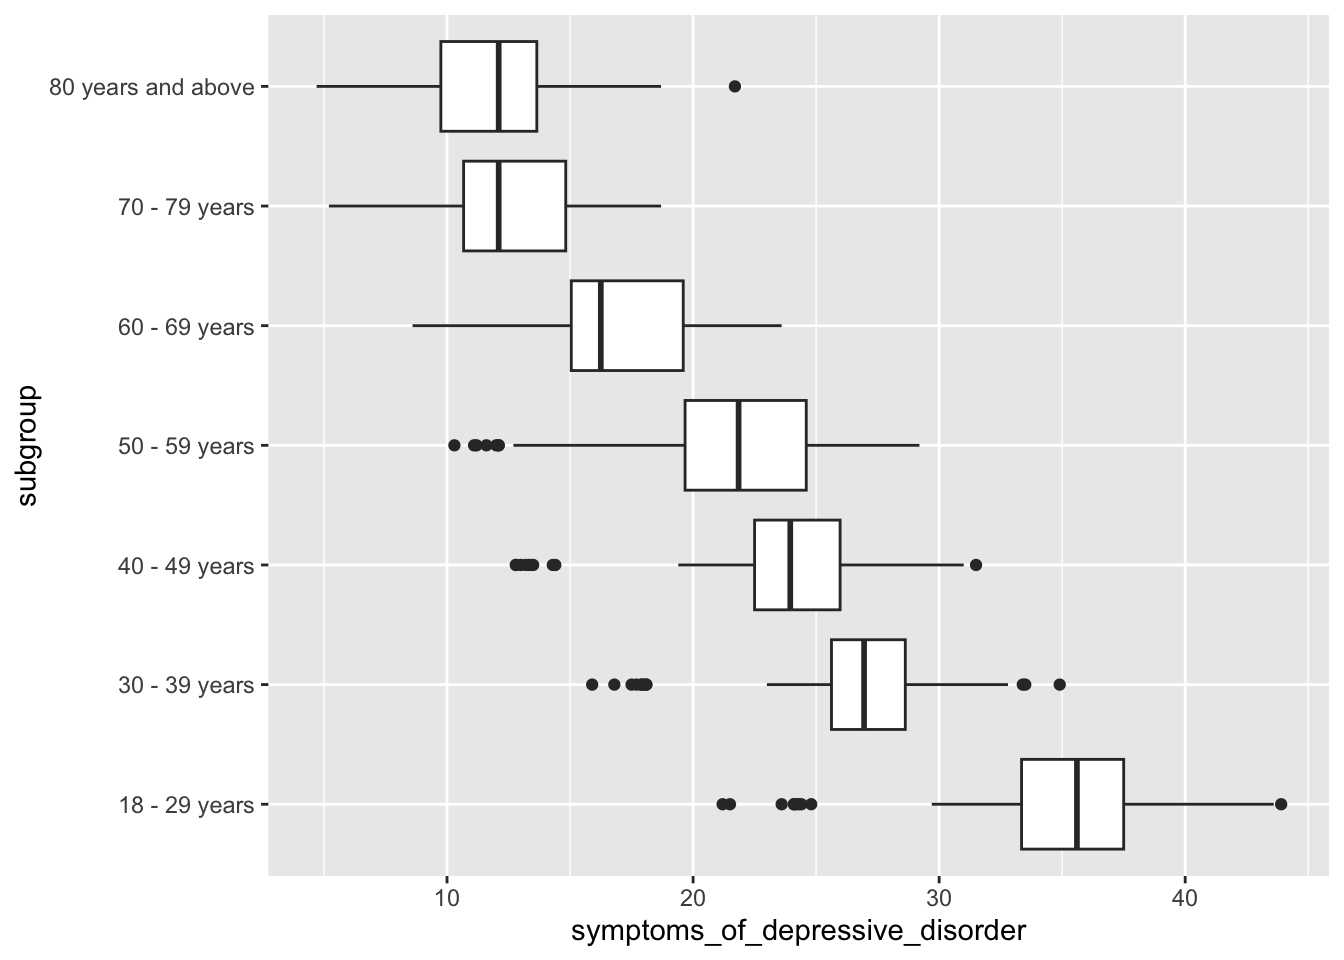 80 years and above
70 - 79 years
60 - 69 years
50 - 59 years
40 - 49 years
30 - 39 years
18 - 29 years
subgroup
10 20 30 40
symptoms_of_depressive_disorder